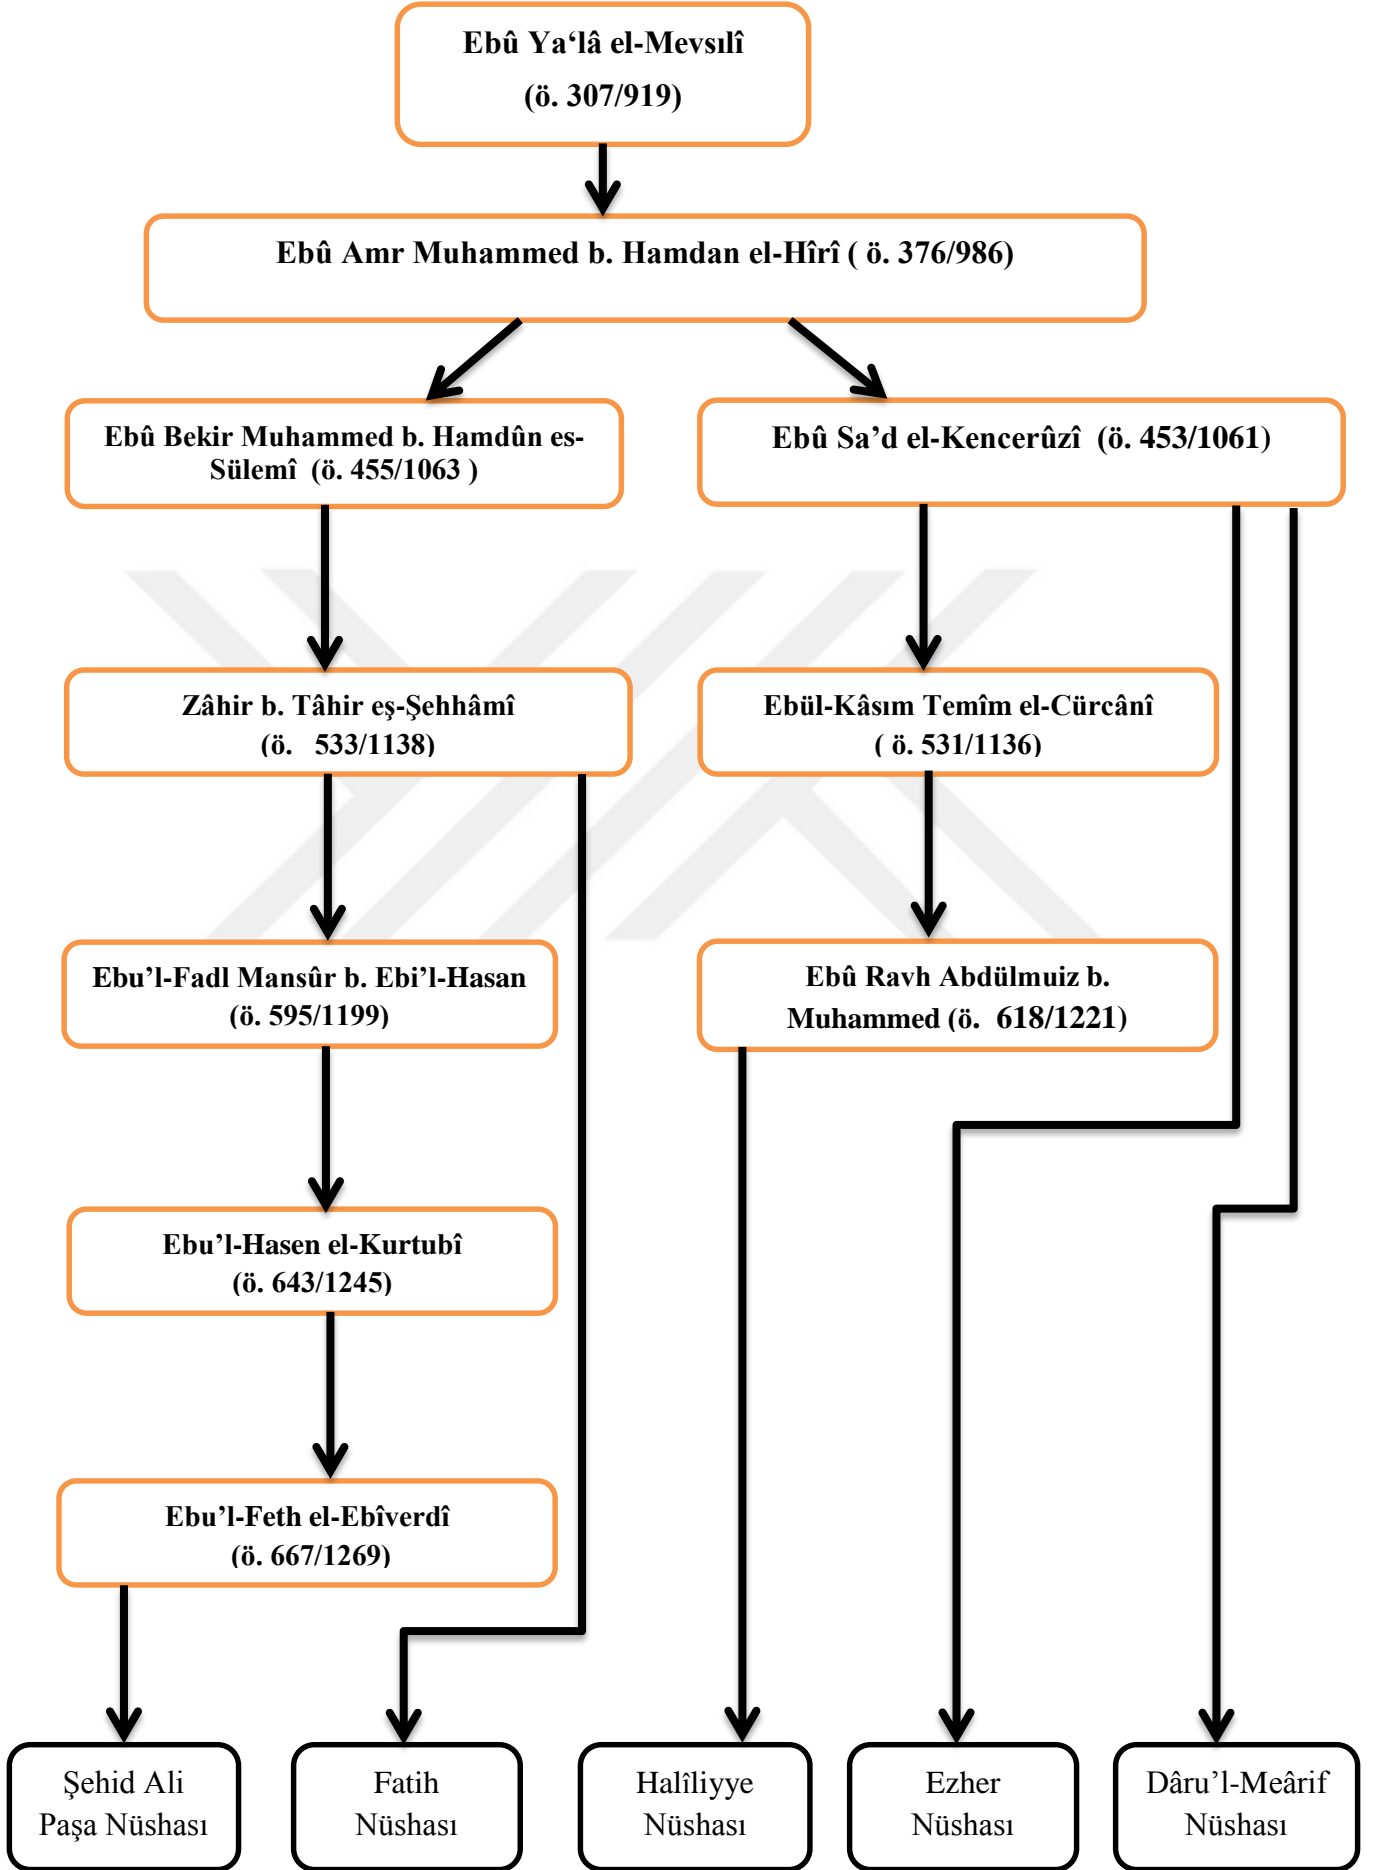 Ebû Ya‘lâ el-Mevsılî
(ö. 307/919)
Ebû Amr Muhammed b. Hamdan el-Hîrî ( ö. 376/986)
Ebû Bekir Muhammed b. Hamdûn es-
Sülemî (ö. 455/1063 )
Ebû Sa’d el-Kencerûzî (ö. 453/1061)
Zâhir b. Tâhir eş-Şehhâmî
(ö. 533/1138)
Ebül-Kâsım Temîm el-Cürcânî
( ö. 531/1136)
Ebu’l-Fadl Mansûr b. Ebi’l-Hasan
(ö. 595/1199)
Ebû Ravh Abdülmuiz b.
Muhammed (ö. 618/1221)
Ebu’l-Hasen el-Kurtubî
(ö. 643/1245)
Ebu’l-Feth el-Ebîverdî
(ö. 667/1269)
Şehid Ali
Paşa Nüshası
Fatih
Nüshası
Halîliyye
Nüshası
Ezher
Nüshası
Dâru’l-Meârif
Nüshası